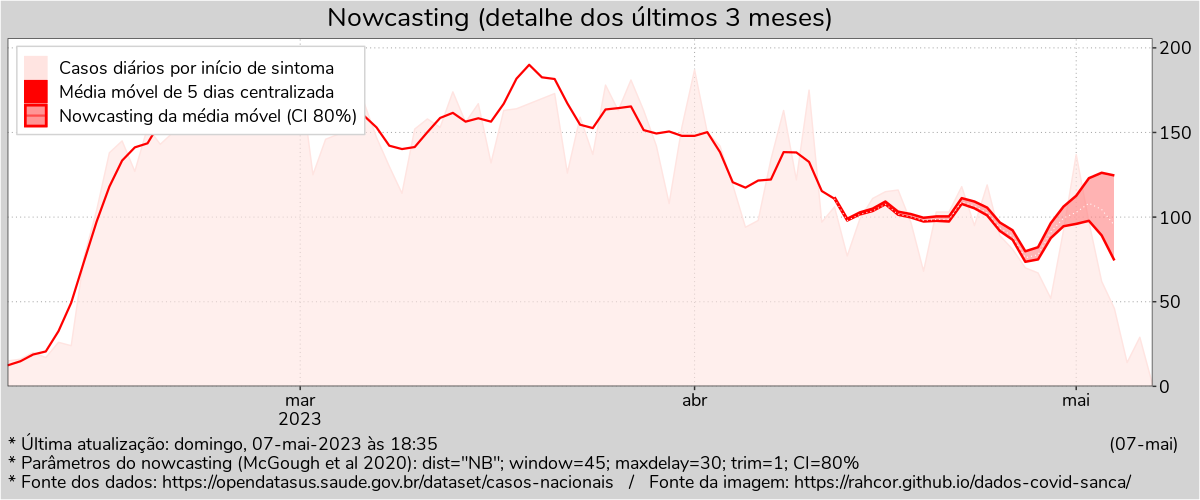 Nowcasting (detalhe dos últimos 3 meses)
Casos diários por início de sintoma
Média móvel de 5 dias centralizada
Nowcasting da média móvel (CI 80%)
200
150
100
50
0
mar
2023
abr
mai
* Última atualização: domingo, 07-mai-2023 às 18:35
(07-mai)
* Parâmetros do nowcasting (McGough et al 2020): dist="NB"; window=45; maxdelay=30; trim=1; CI=80%
* Fonte dos dados: https://opendatasus.saude.gov.br/dataset/casos-nacionais / Fonte da imagem: https://rahcor.github.io/dados-covid-sanca/